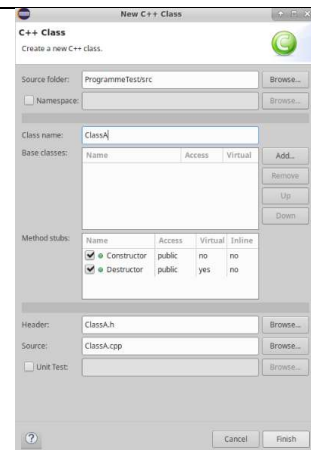 New C++ Class
C++ Class
Create a new C++ class.
Source folder: ProgrammeTest/src Browse...
Namespace: Browse...
Class name: ClassA
Base classes: Name Access Virtual Add...
Remove
Up
Down
Method stubs: Name Access Virtual Inline
Constructor public no no
Destructor public yes no
Header: ClassA.h Browse...
Source: ClassA.cpp Browse...
Unit Test: Browse...
? Cancel Finish